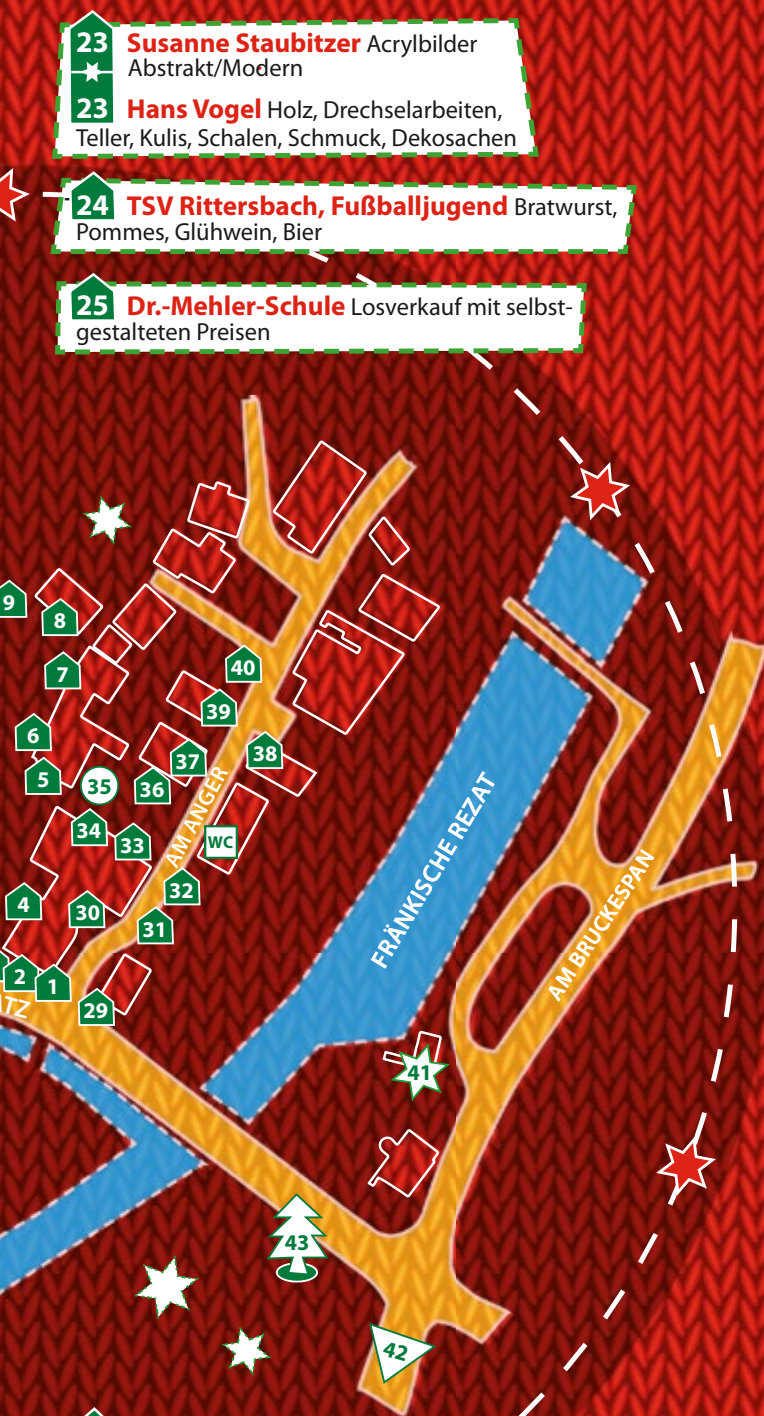 23 Susanne Staubitzer Acrylbilder
Abstrakt/Modern
23 Hans Vogel Holz, Drechselarbeiten,
Teller, Kulis, Schalen, Schmuck, Dekosachen
24 TSV Rittersbach, Fußballjugend Bratwurst,
Pommes, Glühwein, Bier
25 Dr.-Mehler-Schule Losverkauf mit selbst-
gestalteten Preisen
9
8
7
40
39
6
38
37
5
35
36
AM ANGER
34
33
WC
32
4
30
31
FRÄNKISCHE REZAT
AM BRUCKESPAN
2
1
29
TZ
41
43
42